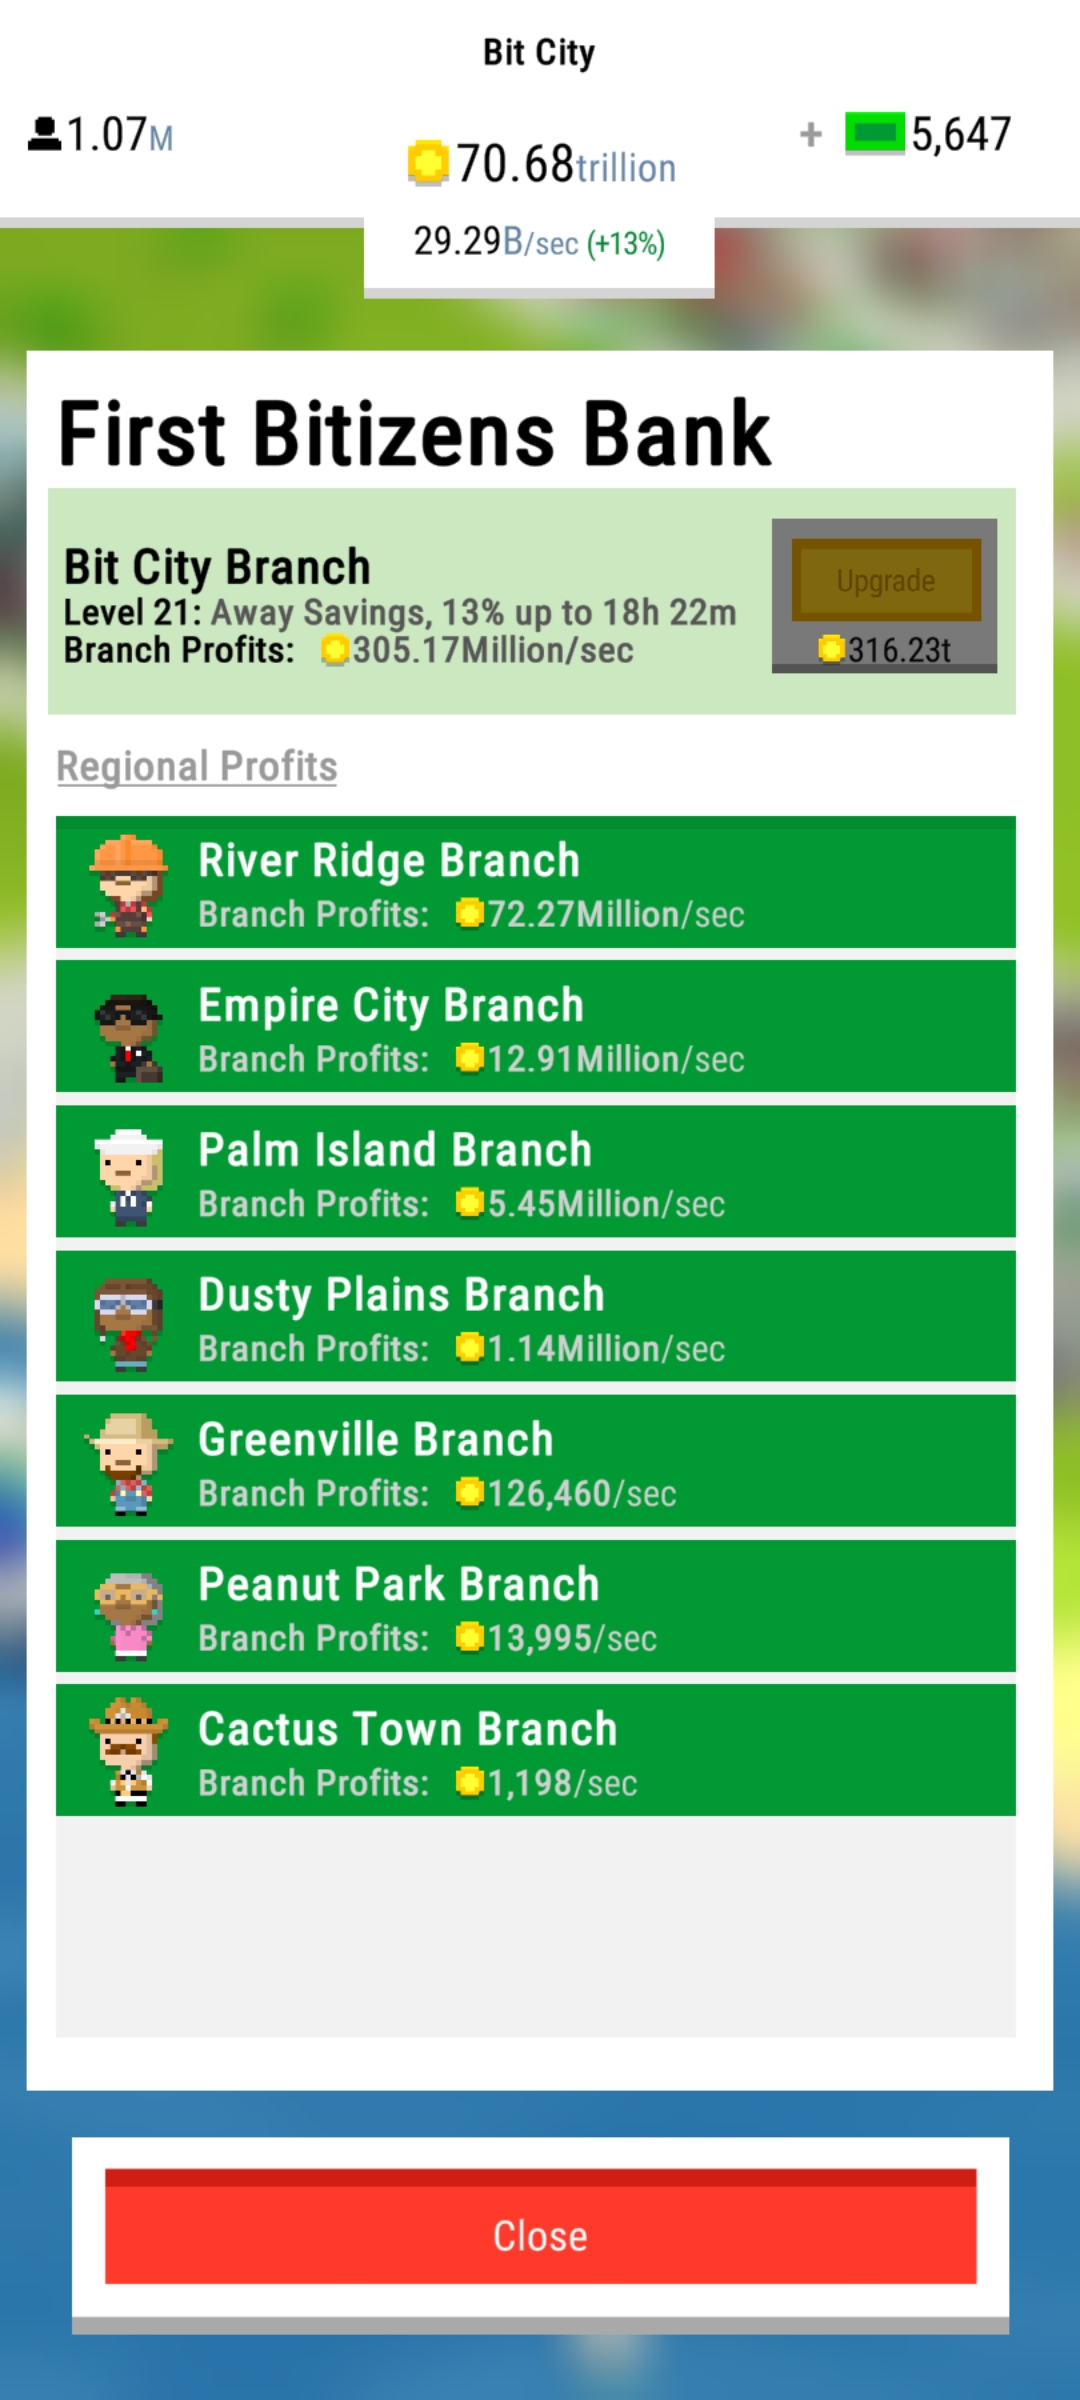 Bit City
1.07M
70.68trillion
+ 5,647
29.29B/sec (+13%)
First Bitizens Bank
Bit City Branch
Level 21: Away Savings, 13% up to 18h 22m
Branch Profits: 305.17Million/sec
Upgrade
316.23t
Regional Profits
River Ridge Branch
Branch Profits: 72.27Million/sec
Empire City Branch
Branch Profits: 12.91Million/sec
Palm Island Branch
Branch Profits: 5.45Million/sec
Dusty Plains Branch
Branch Profits: 1.14Million/sec
Greenville Branch
Branch Profits: 126,460/sec
Peanut Park Branch
Branch Profits: 13,995/sec
Cactus Town Branch
Branch Profits: 1,198/sec
Close